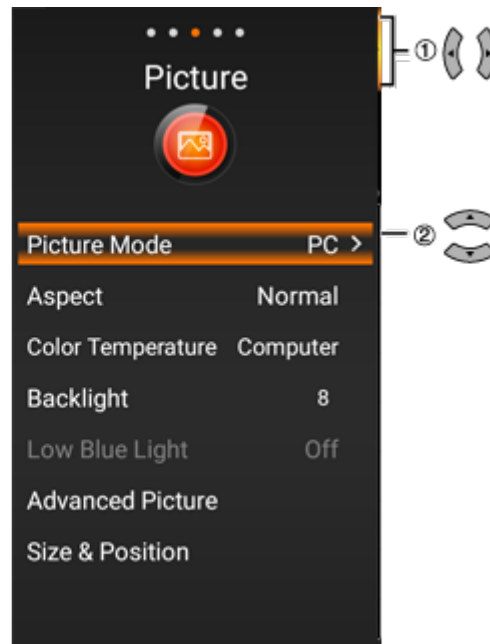 Picture
①
Picture Mode PC >
②
Aspect Normal
Color Temperature Computer
Backlight 8
Low Blue Light Off
Advanced Picture
Size & Position